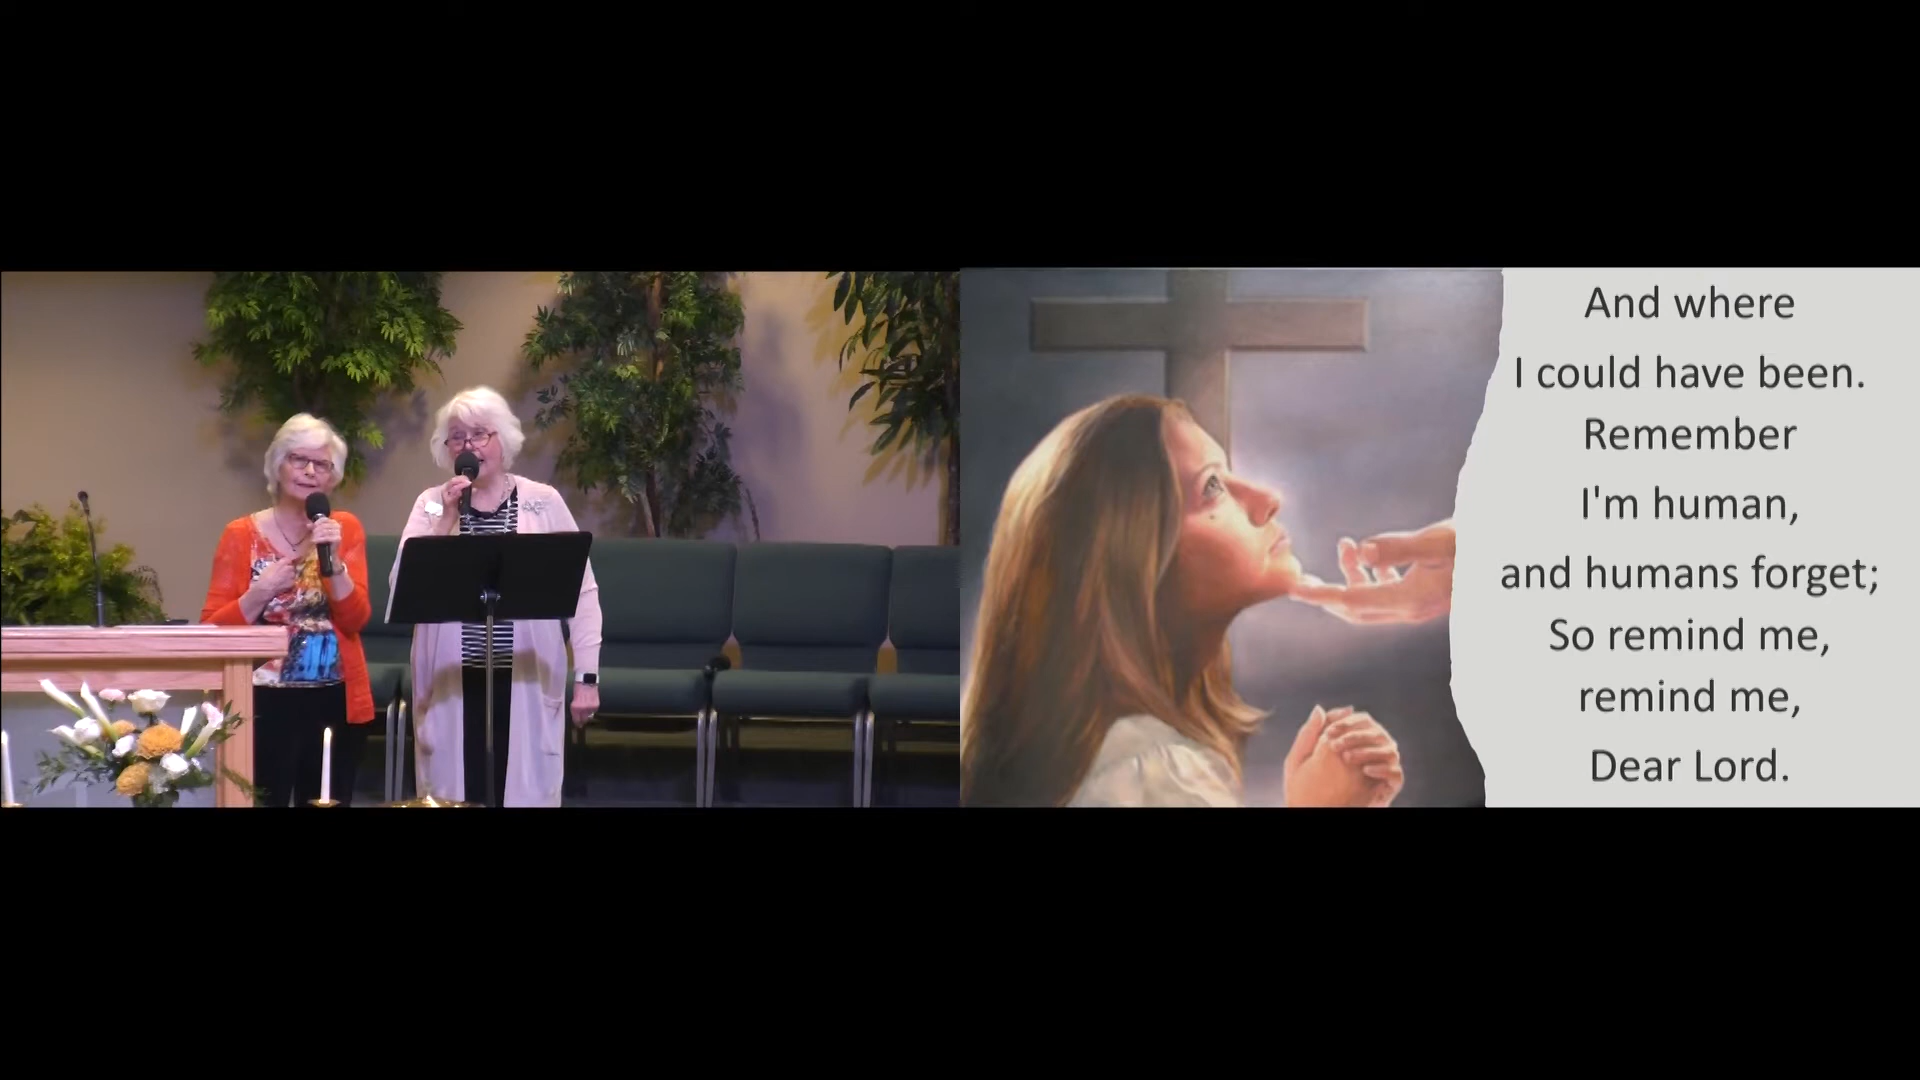 And where
I could have been.
Remember
I'm human,
and humans forget;
So remind me,
remind me,
Dear Lord.